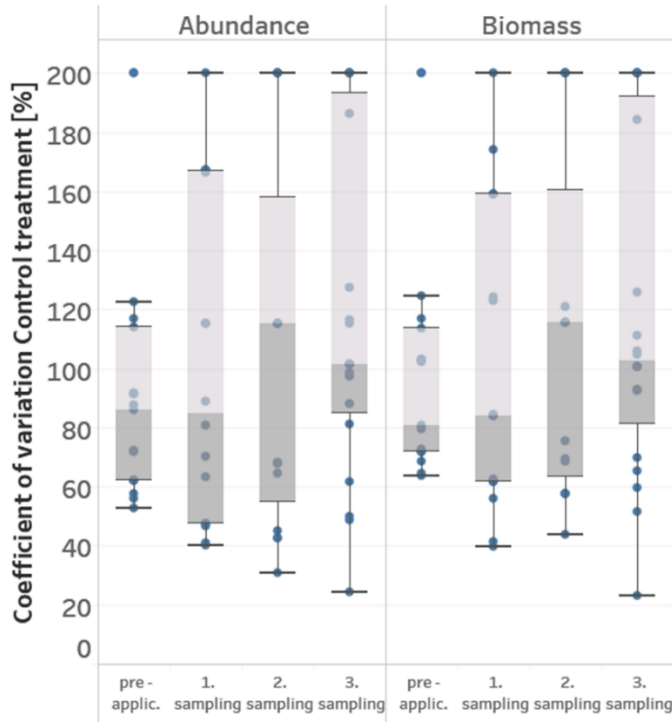 Abundance Biomass
Coefficient of variation Control treatment [%]
200
180
160
140
120
100
80
60
40
20
0
pre - 1. 2. 3. pre - 1. 2. 3.
applic. sampling sampling sampling applic. sampling sampling sampling